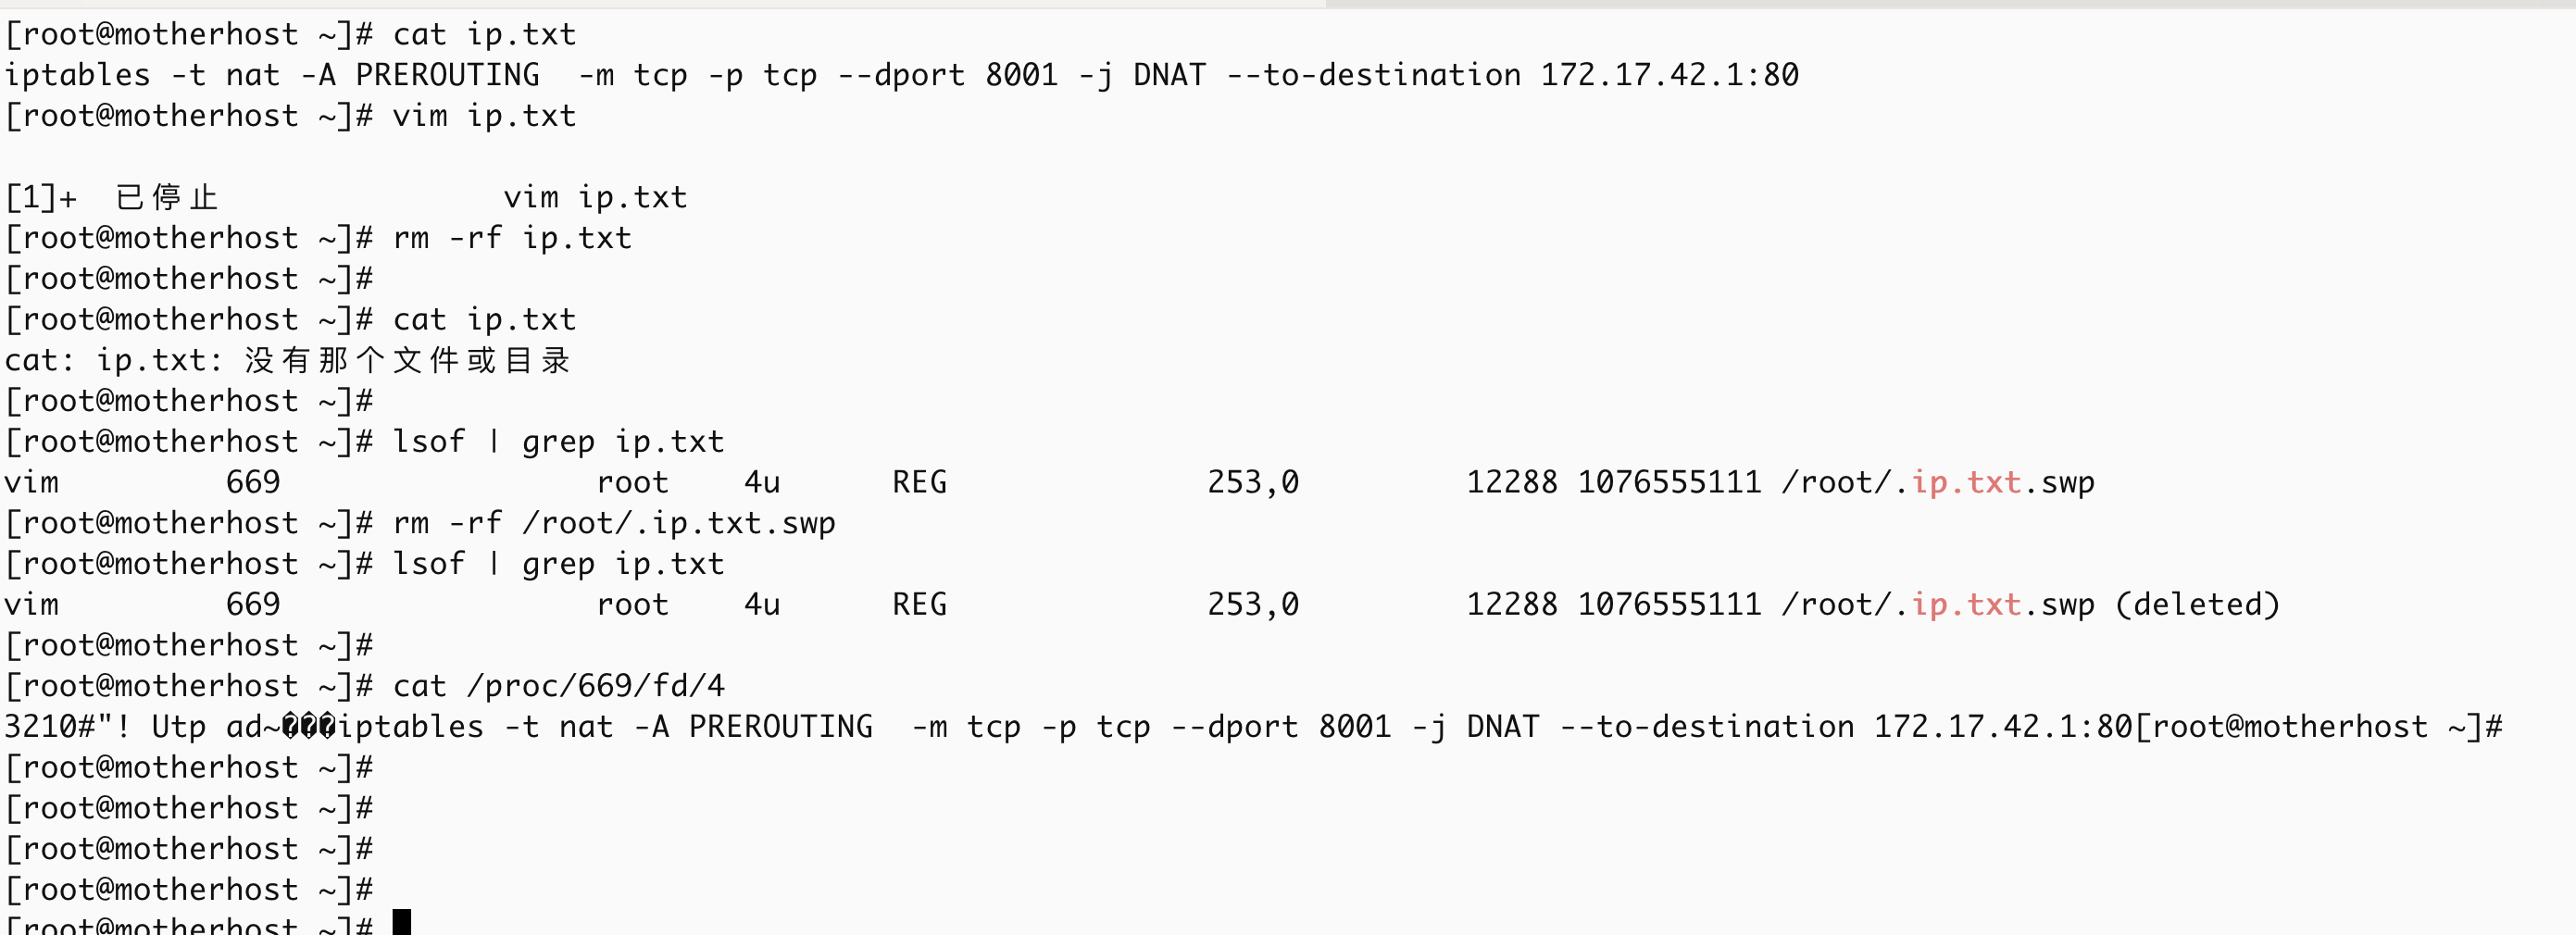 [root@motherhost ~]# cat ip.txt
iptables -t nat -A PREROUTING  -m tcp -p tcp --dport 8001 -j DNAT --to-destination 172.17.42.1:80
[root@motherhost ~]# vim ip.txt
[1]+  已停止               vim ip.txt
[root@motherhost ~]# rm -rf ip.txt
[root@motherhost ~]#
[root@motherhost ~]# cat ip.txt
cat: ip.txt: 没有那个文件或目录
[root@motherhost ~]#
[root@motherhost ~]# lsof | grep ip.txt
vim         669                 root    4u      REG              253,0         12288 1076555111 /root/.ip.txt.swp
[root@motherhost ~]# rm -rf /root/.ip.txt.swp
[root@motherhost ~]# lsof | grep ip.txt
vim         669                 root    4u      REG              253,0         12288 1076555111 /root/.ip.txt.swp (deleted)
[root@motherhost ~]#
[root@motherhost ~]# cat /proc/669/fd/4
3210#"! Utp ad~���iptables -t nat -A PREROUTING  -m tcp -p tcp --dport 8001 -j DNAT --to-destination 172.17.42.1:80[root@motherhost ~]#
[root@motherhost ~]#
[root@motherhost ~]#
[root@motherhost ~]#
[root@motherhost ~]#
[root@motherhost ~]#